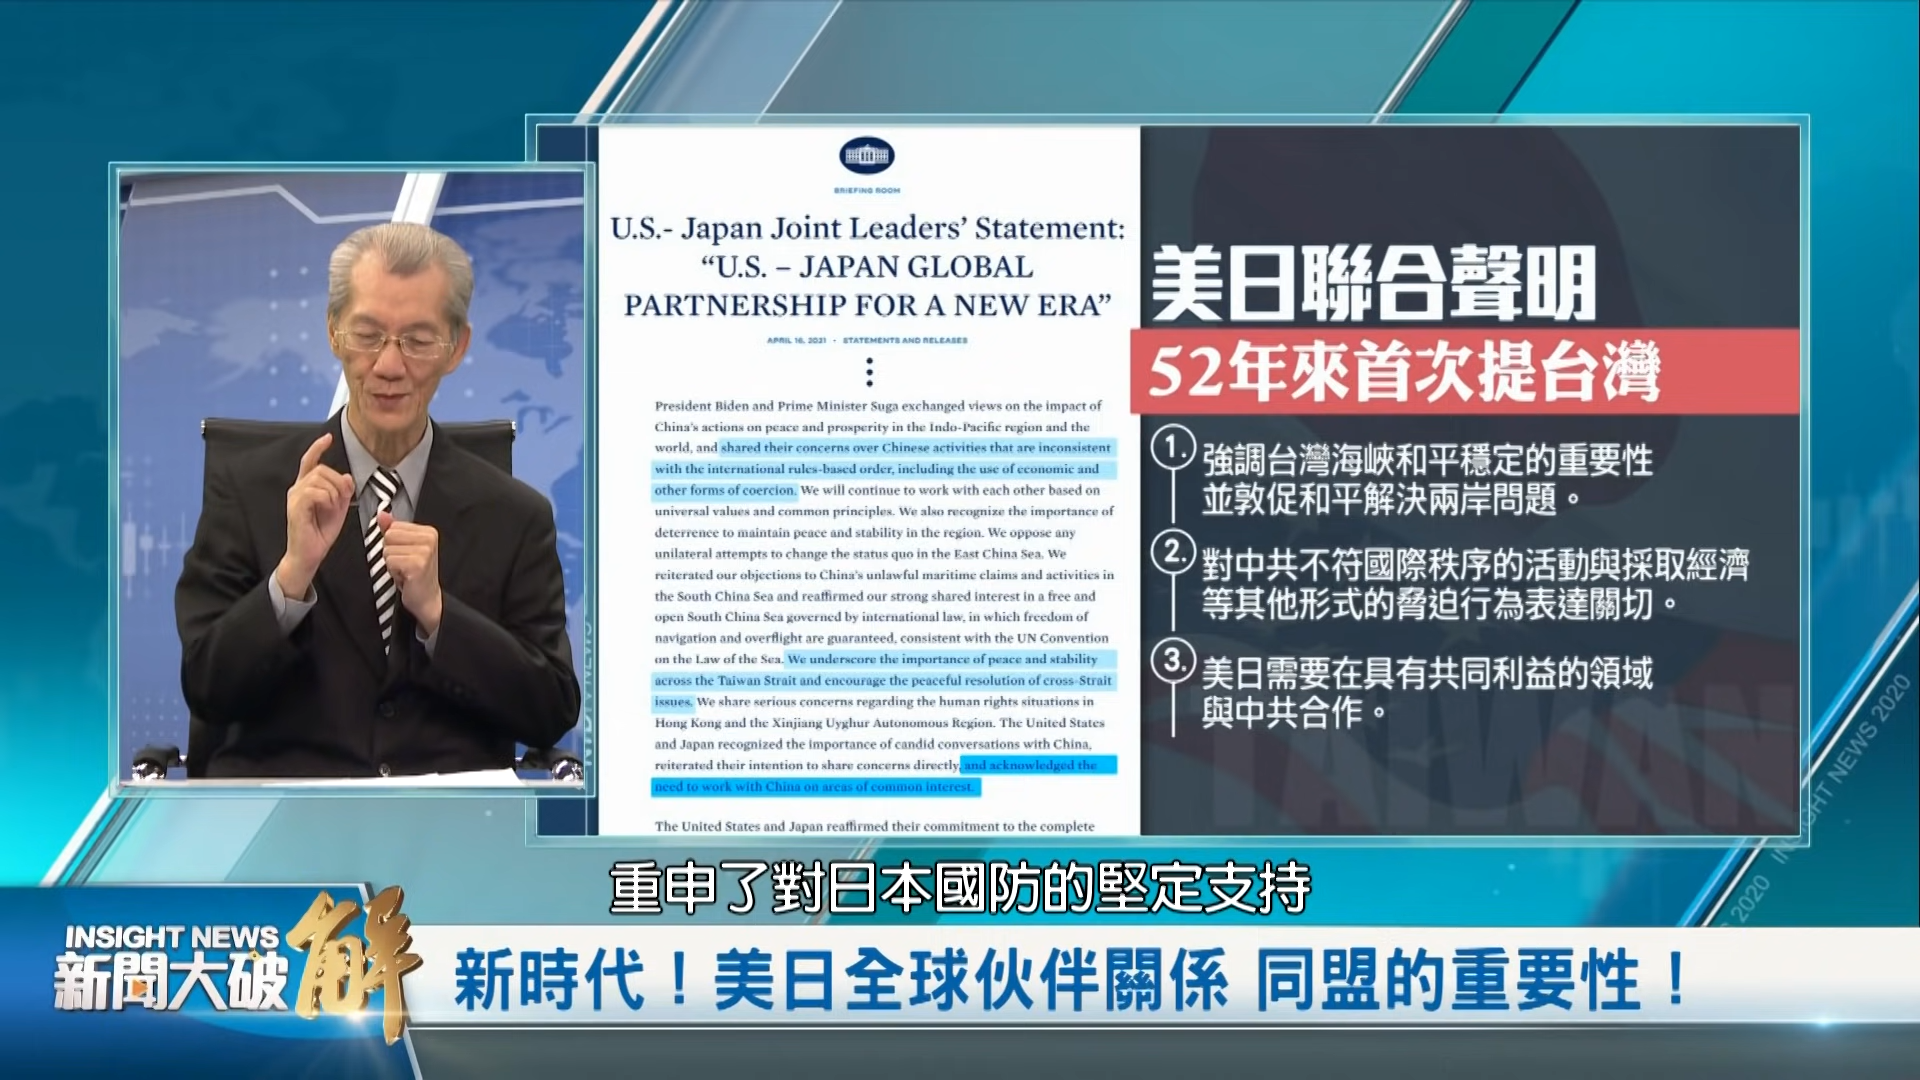 BRIEFING ROOM
U.S.- Japan Joint Leaders’ Statement:
“U.S. – JAPAN GLOBAL
PARTNERSHIP FOR A NEW ERA”
APRIL 16, 2021 · STATEMENTS AND RELEASES
President Biden and Prime Minister Suga exchanged views on the impact of
China’s actions on peace and prosperity in the Indo-Pacific region and the
world, and shared their concerns over Chinese activities that are inconsistent
with the international rules-based order, including the use of economic and
other forms of coercion. We will continue to work with each other based on
universal values and common principles. We also recognize the importance of
deterrence to maintain peace and stability in the region. We oppose any
unilateral attempts to change the status quo in the East China Sea. We
reiterated our objections to China’s unlawful maritime claims and activities in
the South China Sea and reaffirmed our strong shared interest in a free and
open South China Sea governed by international law, in which freedom of
navigation and overflight are guaranteed, consistent with the UN Convention
on the Law of the Sea. We underscore the importance of peace and stability
across the Taiwan Strait and encourage the peaceful resolution of cross-Strait
issues. We share serious concerns regarding the human rights situations in
Hong Kong and the Xinjiang Uyghur Autonomous Region. The United States
and Japan recognized the importance of candid conversations with China,
reiterated their intention to share concerns directly, and acknowledged the
need to work with China on areas of common interest.
The United States and Japan reaffirmed their commitment to the complete
美日聯合聲明
52年來首次提台灣
1. 強調台灣海峽和平穩定的重要性
並敦促和平解決兩岸問題。
2. 對中共不符國際秩序的活動與採取經濟
等其他形式的脅迫行為表達關切。
3. 美日需要在具有共同利益的領域
與中共合作。
TAIWAN
INSIGHT NEWS 2020
2020
重申了對日本國防的堅定支持
INSIGHT NEWS
新聞大破解
新時代！美日全球伙伴關係 同盟的重要性！